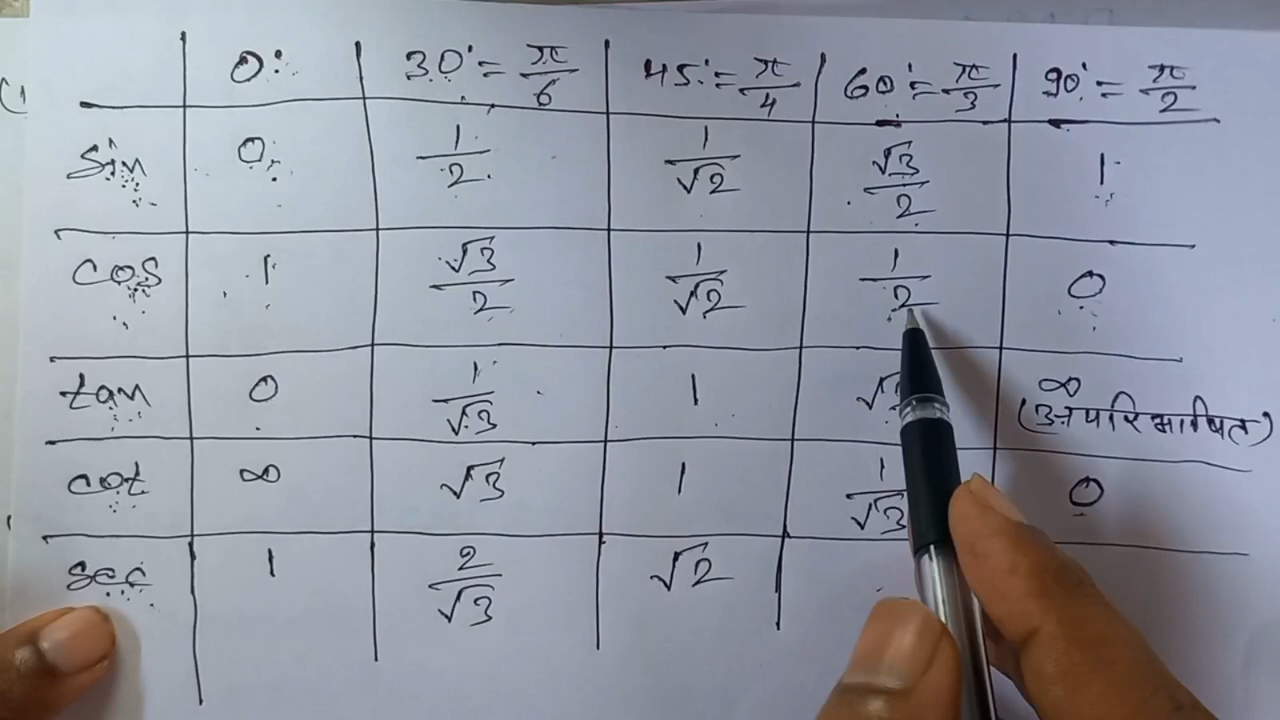 0° 30° = π/6 45° = π/4 60° = π/3 90° = π/2
Sin 0 1/2 1/√2 √3/2 1
Cos 1 √3/2 1/√2 1/2 0
tan 0 1/√3 1 √3 ∞
(अपरिभाषित)
cot ∞ √3 1 1/√3 0
Sec 1 2/√3 √2